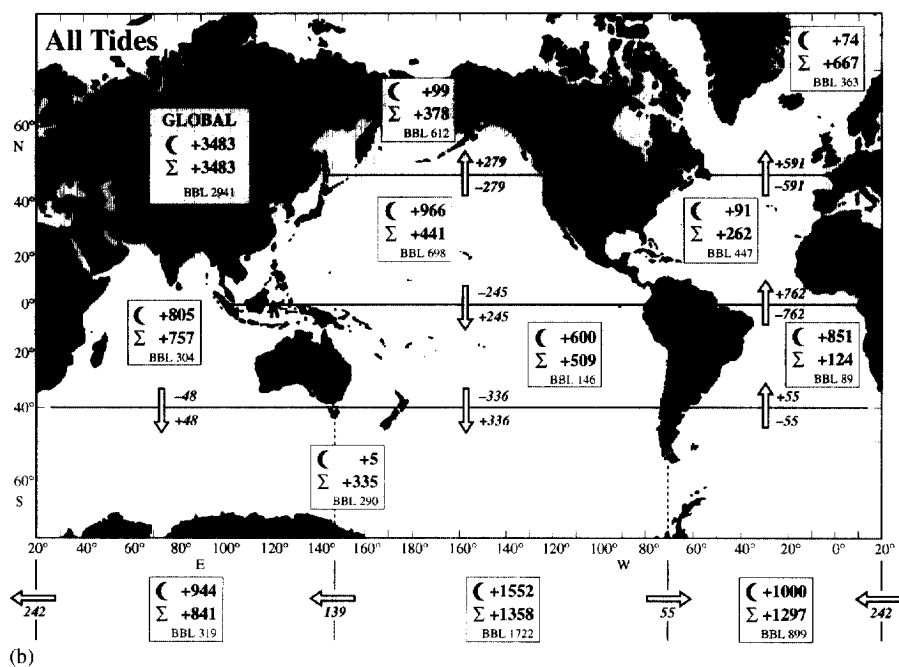 All Tides
GLOBAL
☾ +3483
Σ +3483
BBL 2941
☾ +99
Σ +378
BBL 612
☾ +74
Σ +667
BBL 363
60°
N
40°
20°
0°
20°
40°
60°
S
+279
−279
+591
−591
☾ +966
Σ +441
BBL 698
☾ +91
Σ +262
BBL 447
−245
+245
+762
−762
☾ +805
Σ +757
BBL 304
☾ +600
Σ +509
BBL 146
☾ +851
Σ +124
BBL 89
−48
+48
−336
+336
+55
−55
☾ +5
Σ +335
BBL 290
20° 40° 60° 80° 100° 120° 140° 160° 180° 160° 140° 120° 100° 80° 60° 40° 20° 0° 20°
E W
242
☾ +944
Σ +841
BBL 319
139
☾ +1552
Σ +1358
BBL 1722
55
☾ +1000
Σ +1297
BBL 899
242
(b)